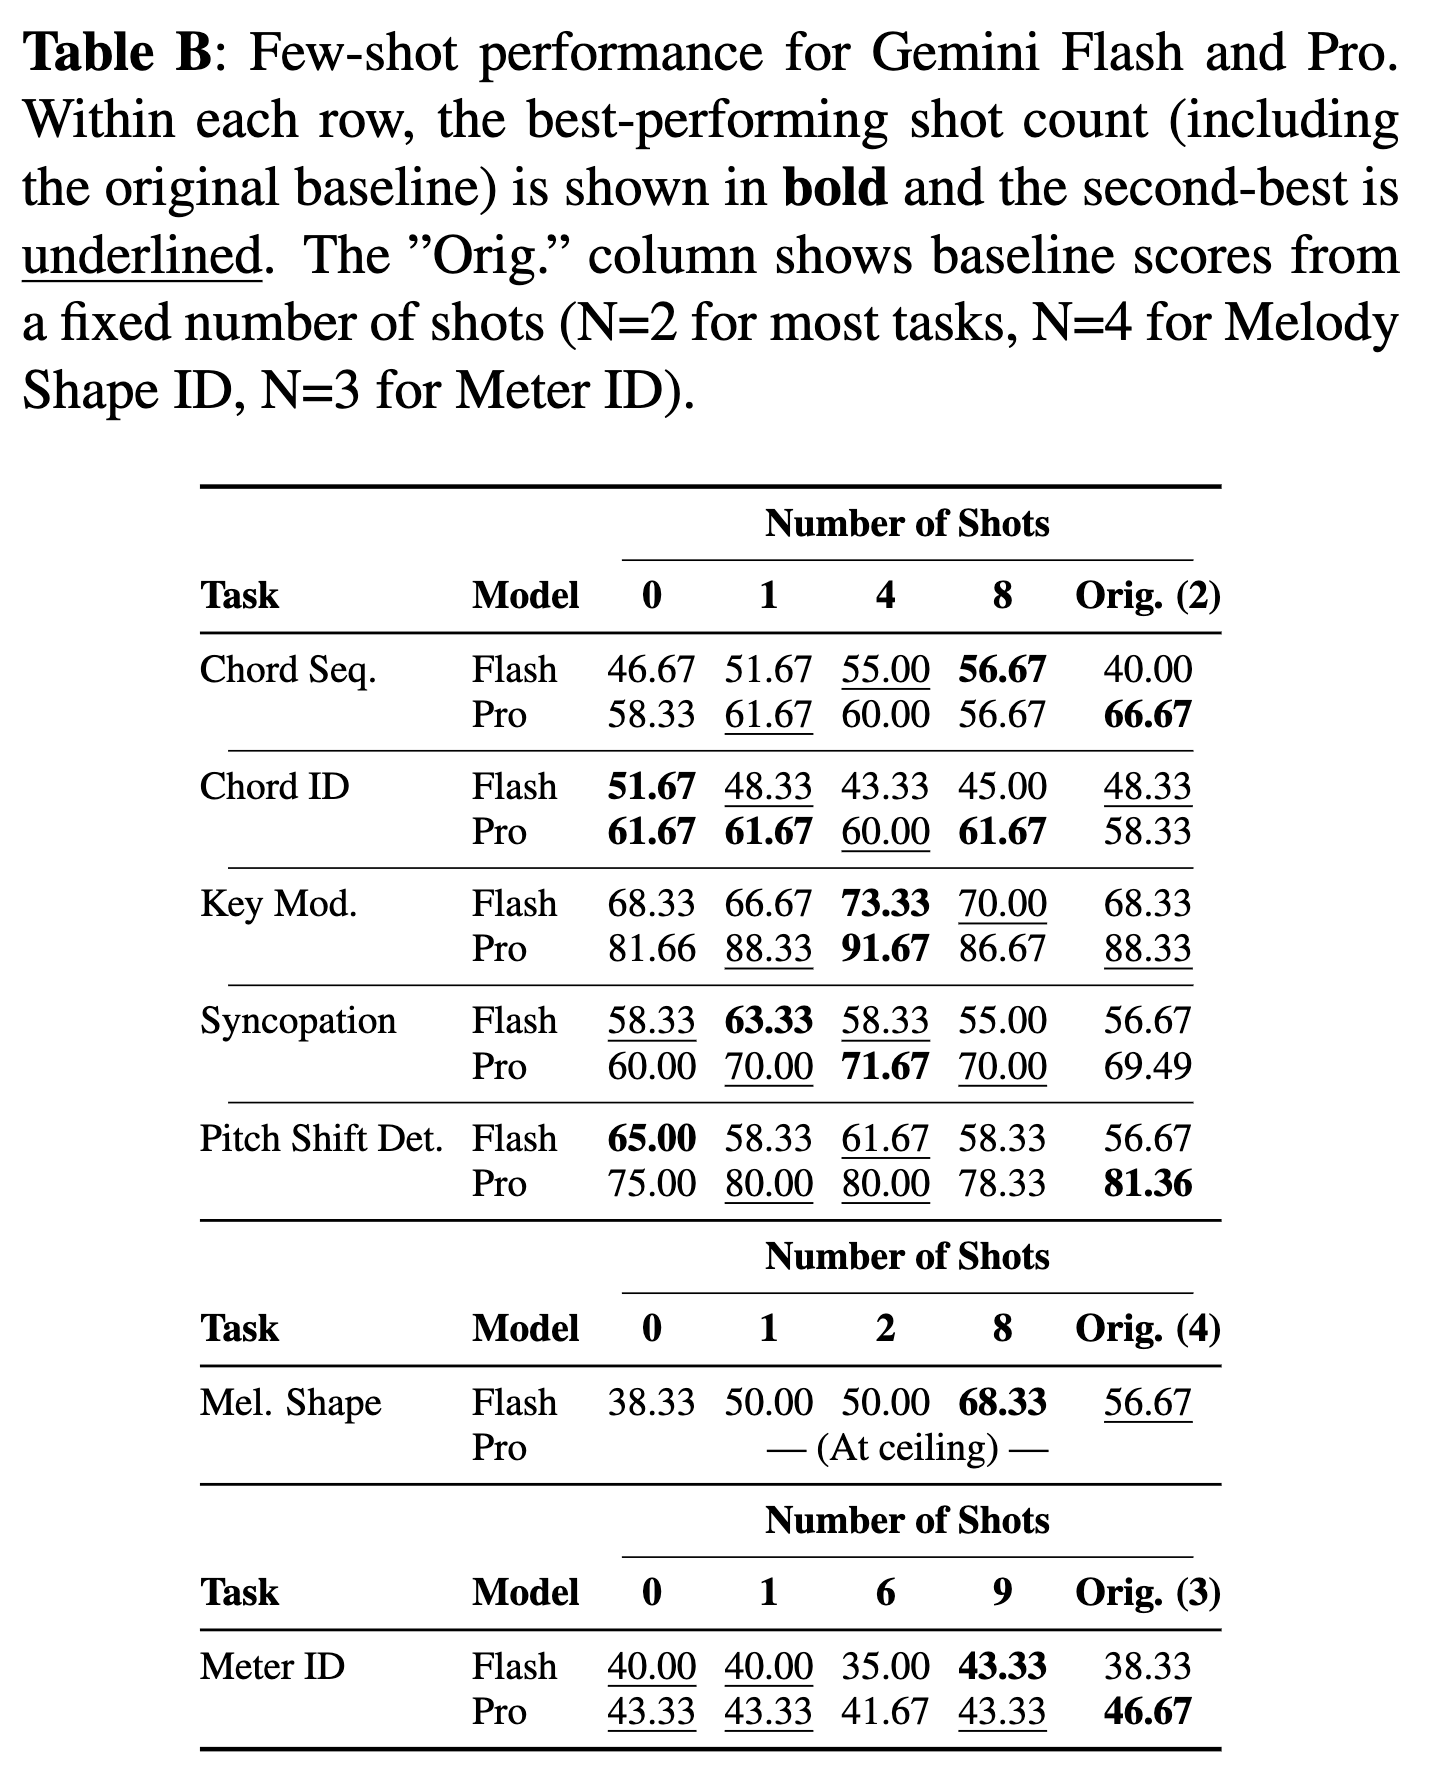 Table B: Few-shot performance for Gemini Flash and Pro.
Within each row, the best-performing shot count (including
the original baseline) is shown in bold and the second-best is
underlined. The ”Orig.” column shows baseline scores from
a fixed number of shots (N=2 for most tasks, N=4 for Melody
Shape ID, N=3 for Meter ID).
Number of Shots
Task Model 0 1 4 8 Orig. (2)
Chord Seq. Flash 46.67 51.67 55.00 56.67 40.00
Pro 58.33 61.67 60.00 56.67 66.67
Chord ID Flash 51.67 48.33 43.33 45.00 48.33
Pro 61.67 61.67 60.00 61.67 58.33
Key Mod. Flash 68.33 66.67 73.33 70.00 68.33
Pro 81.66 88.33 91.67 86.67 88.33
Syncopation Flash 58.33 63.33 58.33 55.00 56.67
Pro 60.00 70.00 71.67 70.00 69.49
Pitch Shift Det. Flash 65.00 58.33 61.67 58.33 56.67
Pro 75.00 80.00 80.00 78.33 81.36
Number of Shots
Task Model 0 1 2 8 Orig. (4)
Mel. Shape Flash 38.33 50.00 50.00 68.33 56.67
Pro — (At ceiling) —
Number of Shots
Task Model 0 1 6 9 Orig. (3)
Meter ID Flash 40.00 40.00 35.00 43.33 38.33
Pro 43.33 43.33 41.67 43.33 46.67